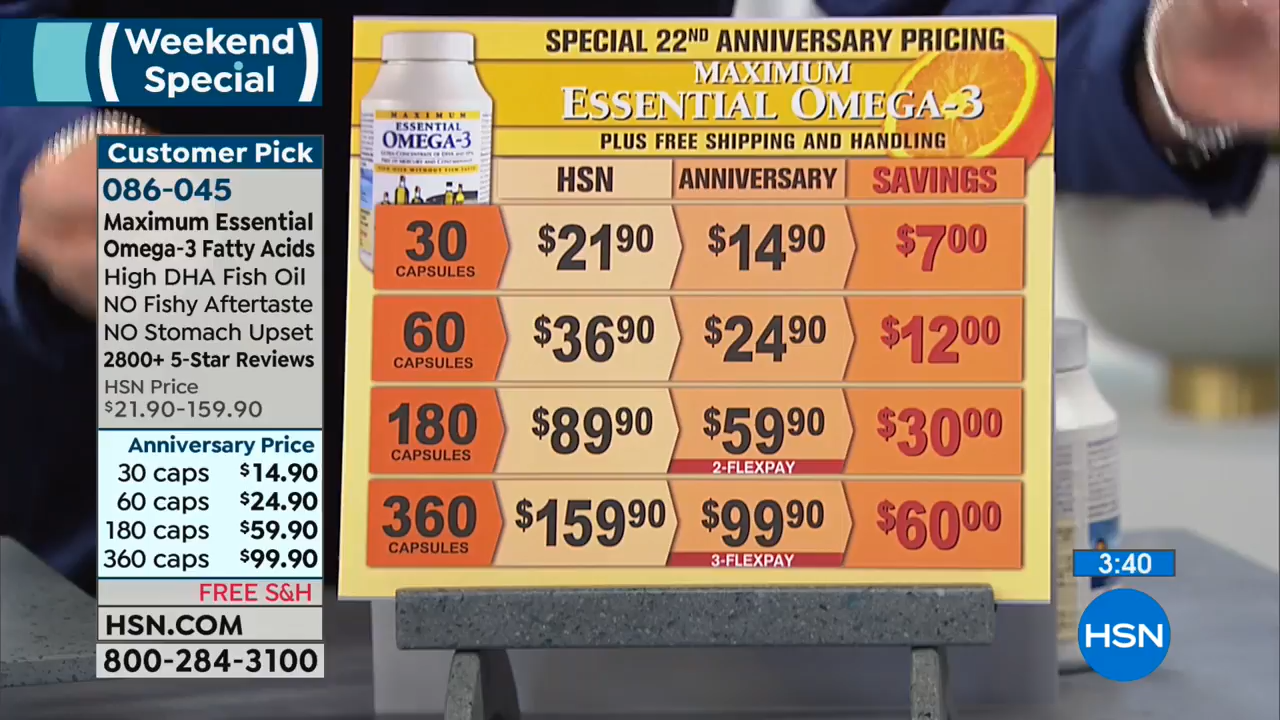 Weekend
Special
Customer Pick
086-045
Maximum Essential
Omega-3 Fatty Acids
High DHA Fish Oil
NO Fishy Aftertaste
NO Stomach Upset
2800+ 5-Star Reviews
HSN Price
$21.90-159.90
Anniversary Price
30 caps $14.90
60 caps $24.90
180 caps $59.90
360 caps $99.90
FREE S&H
HSN.COM
800-284-3100
SPECIAL 22ND ANNIVERSARY PRICING
MAXIMUM
ESSENTIAL OMEGA-3
PLUS FREE SHIPPING AND HANDLING
MAXIMUM
ESSENTIAL
OMEGA-3
HSN ANNIVERSARY SAVINGS
30 CAPSULES $21.90 $14.90 $7.00
60 CAPSULES $36.90 $24.90 $12.00
180 CAPSULES $89.90 $59.90 $30.00
2-FLEXPAY
360 CAPSULES $159.90 $99.90 $60.00
3-FLEXPAY
3:40
HSN